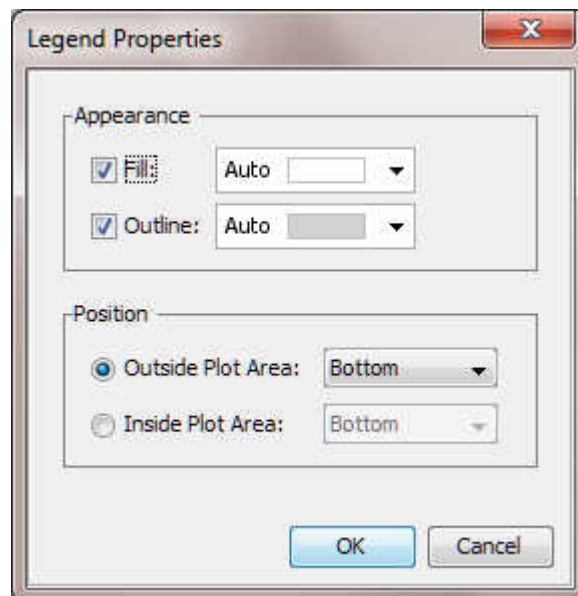 Legend Properties
Appearance
Fill: Auto
Outline: Auto
Position
Outside Plot Area: Bottom
Inside Plot Area: Bottom
OK Cancel